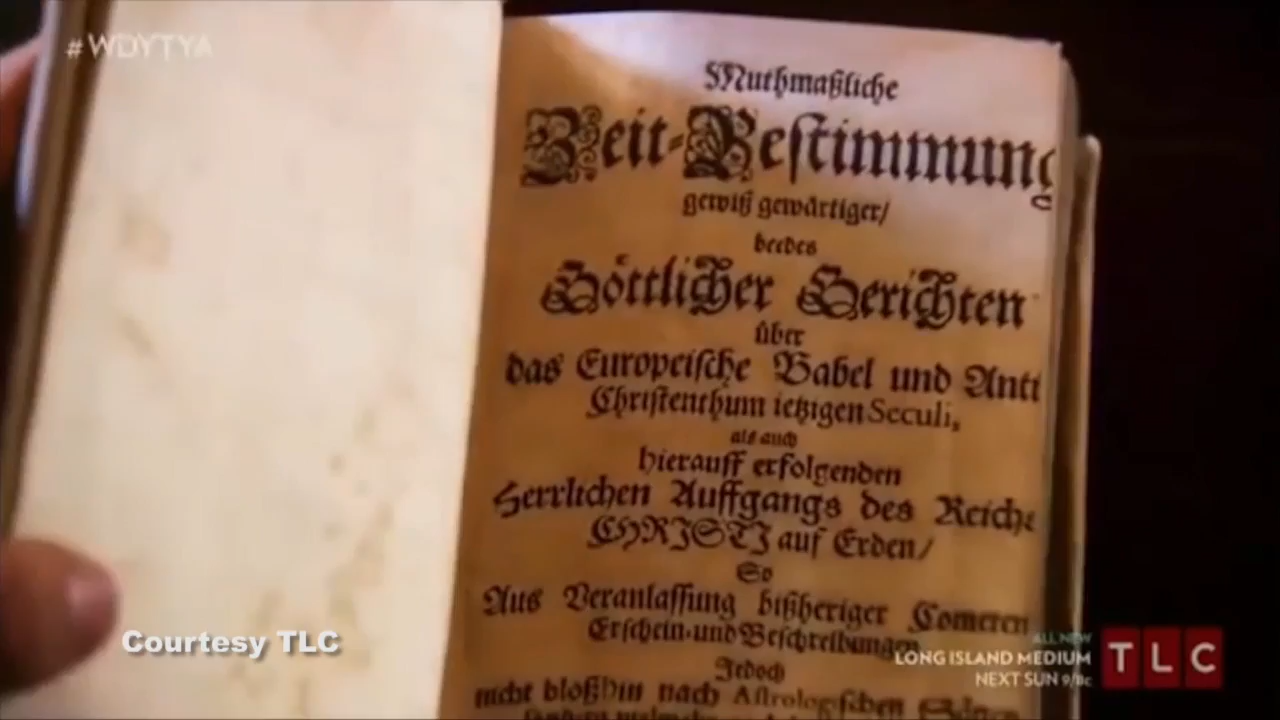 #WDYTYA
Muthmaßliche
Zeit-Bestimmung
gewiß gewärtiger/
beedes
Göttlicher Gerichten
über
das Europeische Babel und Anti
Christenthum ietzigen Seculi,
als auch
hierauff erfolgenden
Herrlichen Auffgangs des Reichs
CHRISTI auf Erden/
So
Aus Veranlassung bißheriger Cometen
Erschein-und Beschreibungen
Jedoch
nicht bloßhin nach Astrologischen
Courtesy TLC
ALL NEW
LONG ISLAND MEDIUM
NEXT SUN 9/8c
TLC